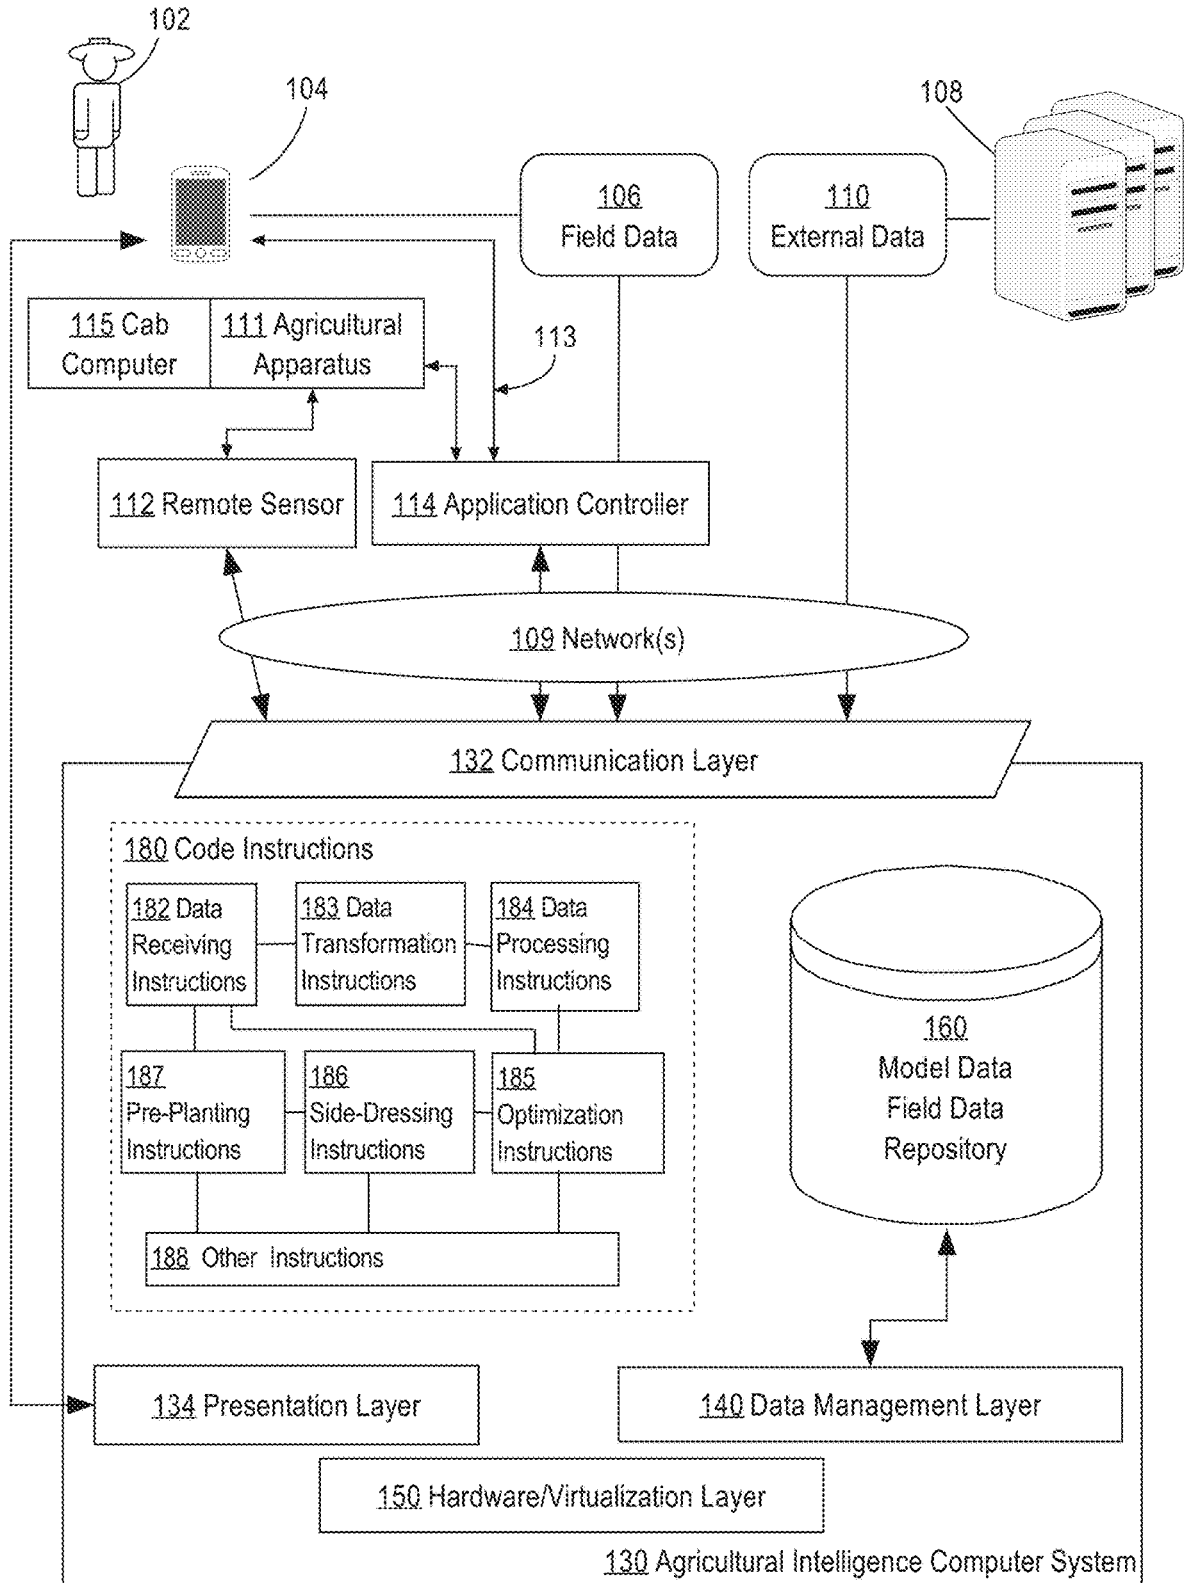 102
104
108
106
Field Data
110
External Data
115 Cab
Computer
111 Agricultural
Apparatus
113
112 Remote Sensor
114 Application Controller
109 Network(s)
132 Communication Layer
180 Code Instructions
182 Data
Receiving
Instructions
183 Data
Transformation
Instructions
184 Data
Processing
Instructions
187
Pre-Planting
Instructions
186
Side-Dressing
Instructions
185
Optimization
Instructions
188 Other Instructions
160
Model Data
Field Data
Repository
134 Presentation Layer
140 Data Management Layer
150 Hardware/Virtualization Layer
130 Agricultural Intelligence Computer System